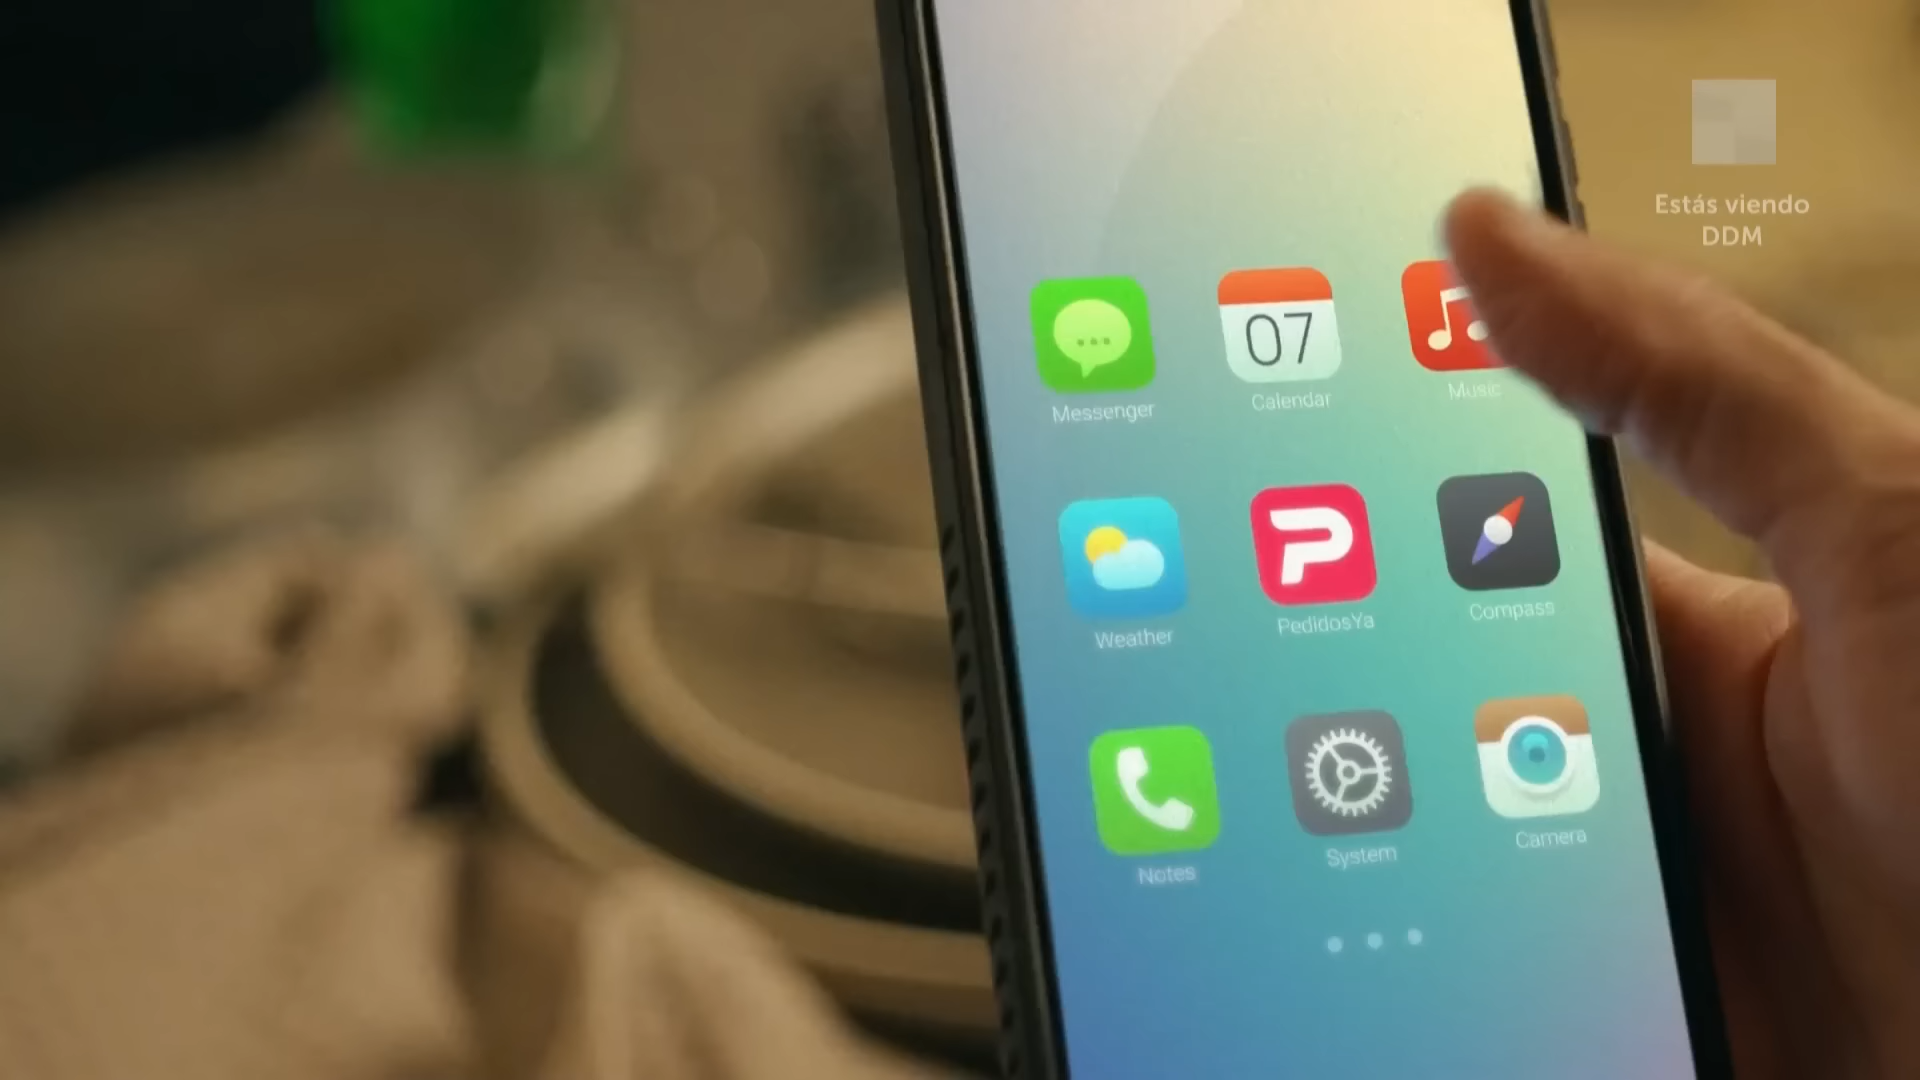 Estás viendo
DDM
Messenger
07
Calendar
Music
Weather
P
PedidosYa
Compass
Notes
System
Camera